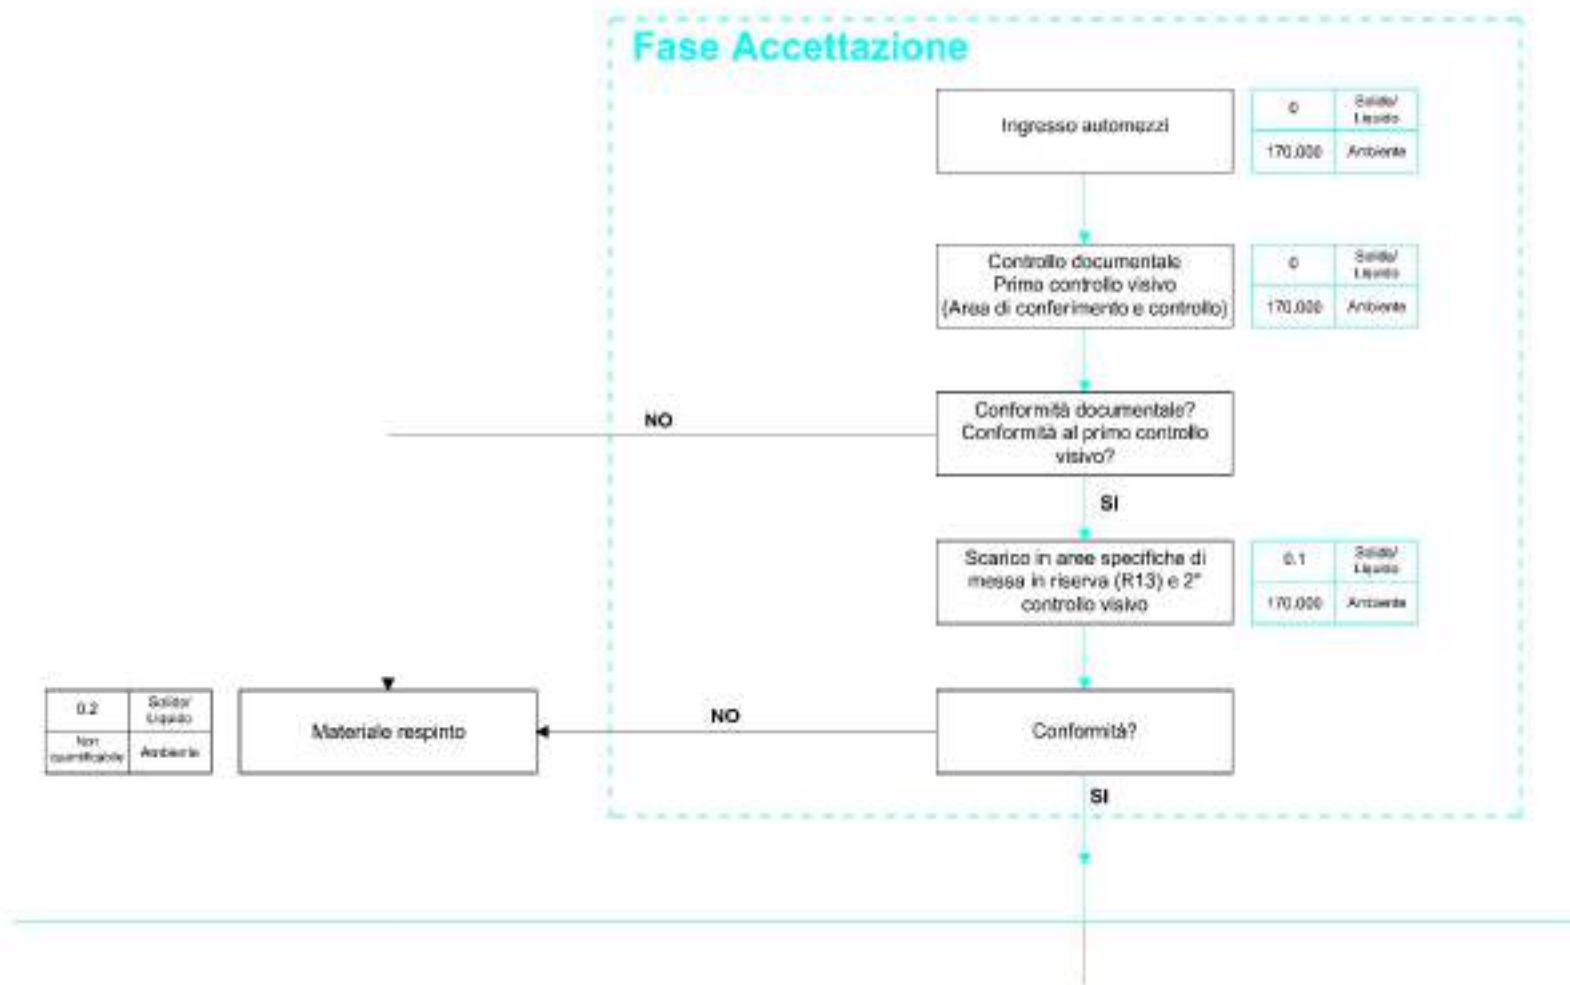 Fase Accettazione
Ingresso automezzi
0
Solido/
Liquido
170.000
Ambiente
Controllo documentale
Primo controllo visivo
(Area di conferimento e controllo)
0
Solido/
Liquido
170.000
Ambiente
Conformità documentale?
Conformità al primo controllo
visivo?
NO
SI
Scarico in aree specifiche di
messa in riserva (R13) e 2°
controllo visivo
0.1
Solido/
Liquido
170.000
Ambiente
0.2
Solido/
Liquido
Non
quantificabile
Ambiente
Materiale respinto
NO
Conformità?
SI